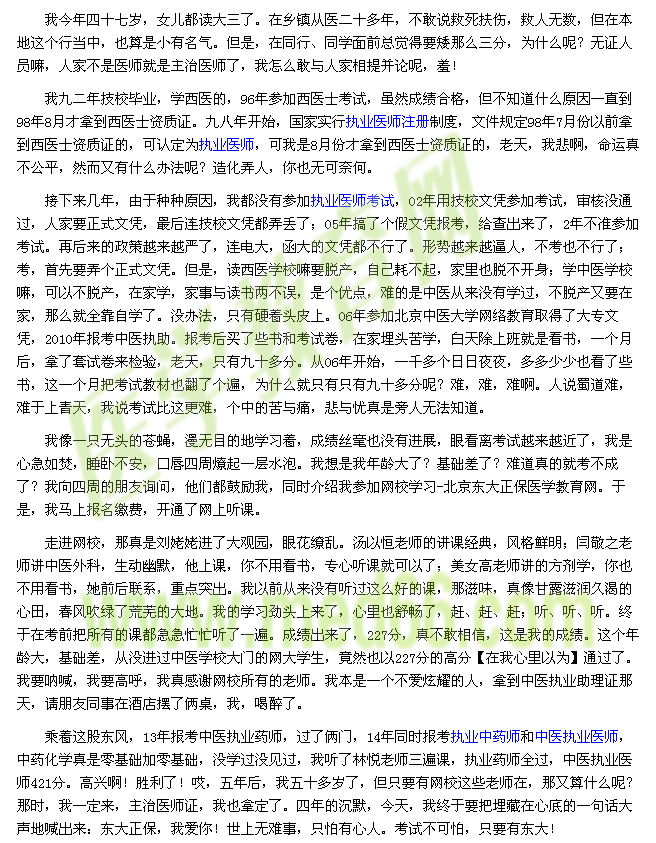 我今年四十七岁，女儿都读大三了。在乡镇从医二十多年，不敢说救死扶伤，救人无数，但在本
地这个行当中，也算是小有名气。但是，在同行、同学面前总觉得要矮那么三分，为什么呢？无证人
员嘛，人家不是医师就是主治医师了，我怎么敢与人家相提并论呢，羞！
我九二年技校毕业，学西医的，96年参加西医士考试，虽然成绩合格，但不知道什么原因一直到
98年8月才拿到西医士资质证。九八年开始，国家实行执业医师注册制度，文件规定98年7月份以前拿
到西医士资质证的，可认定为执业医师，可我是8月份才拿到西医士资质证的，老天，我悲啊，命运真
不公平，然而又有什么办法呢？造化弄人，你也无可奈何。
接下来几年，由于种种原因，我都没有参加执业医师考试，02年用技校文凭参加考试，审核没通
过，人家要正式文凭，最后连技校文凭都弄丢了；05年搞了个假文凭报考，给查出来了，2年不准参加
考试。再后来的政策越来越严了，连电大，函大的文凭都不行了。形势越来越逼人，不考也不行了；
考，首先要弄个正式文凭。但是，读西医学校嘛要脱产，自己耗不起，家里也脱不开身；学中医学校
嘛，可以不脱产，在家学，家事与读书两不误，是个优点，难的是中医从来没有学过，不脱产又要在
家，那么就全靠自学了。没办法，只有硬着头皮上。06年参加北京中医大学网络教育取得了大专文
凭，2010年报考中医执助。报考后买了些书和考试卷，在家埋头苦学，白天除上班就是看书，一个月
后，拿了套试卷来检验，老天，只有九十多分。从06年开始，一千多个日日夜夜，多多少少也看了些
书，这一个月把考试教材也翻了个遍，为什么就只有只有九十多分呢？难，难，难啊。人说蜀道难，
难于上青天，我说考试比这更难，个中的苦与痛，悲与忧真是旁人无法知道。
我像一只无头的苍蝇，漫无目的地学习着，成绩丝毫也没有进展，眼看离考试越来越近了，我是
心急如焚，睡卧不安，口唇四周燎起一层水泡。我想是我年龄大了？基础差了？难道真的就考不成
了？我向四周的朋友询问，他们都鼓励我，同时介绍我参加网校学习-北京东大正保医学教育网。于
是，我马上报名缴费，开通了网上听课。
走进网校，那真是刘姥姥进了大观园，眼花缭乱。汤以恒老师的讲课经典，风格鲜明；闫敬之老
师讲中医外科，生动幽默，他上课，你不用看书，专心听课就可以了；美女高老师讲的方剂学，你也
不用看书，她前后联系，重点突出。我以前从来没有听过这么好的课，那滋味，真像甘露滋润久渴的
心田，春风吹绿了荒芜的大地。我的学习劲头上来了，心里也舒畅了，赶、赶、赶；听、听、听。终
于在考前把所有的课都急急忙忙听了一遍。成绩出来了，227分，真不敢相信，这是我的成绩。这个年
龄大，基础差，从没进过中医学校大门的网大学生，竟然也以227分的高分【在我心里以为】通过了。
我要呐喊，我要高呼，我真感谢网校所有的老师。我本是一个不爱炫耀的人，拿到中医执业助理证那
天，请朋友同事在酒店摆了俩桌，我，喝醉了。
乘着这股东风，13年报考中医执业药师，过了俩门，14年同时报考执业中药师和中医执业医师，
中药化学真是零基础加零基础，没学过没见过，我听了林悦老师三遍课，执业药师全过，中医执业医
师421分。高兴啊！胜利了！哎，五年后，我五十多岁了，但只要有网校这些老师在，那又算什么呢？
那时，我一定来，主治医师证，我也拿定了。四年的沉默，今天，我终于要把埋藏在心底的一句话大
声地喊出来：东大正保，我爱你！世上无难事，只怕有心人。考试不可怕，只要有东大！
医学教育网
www.med66.com